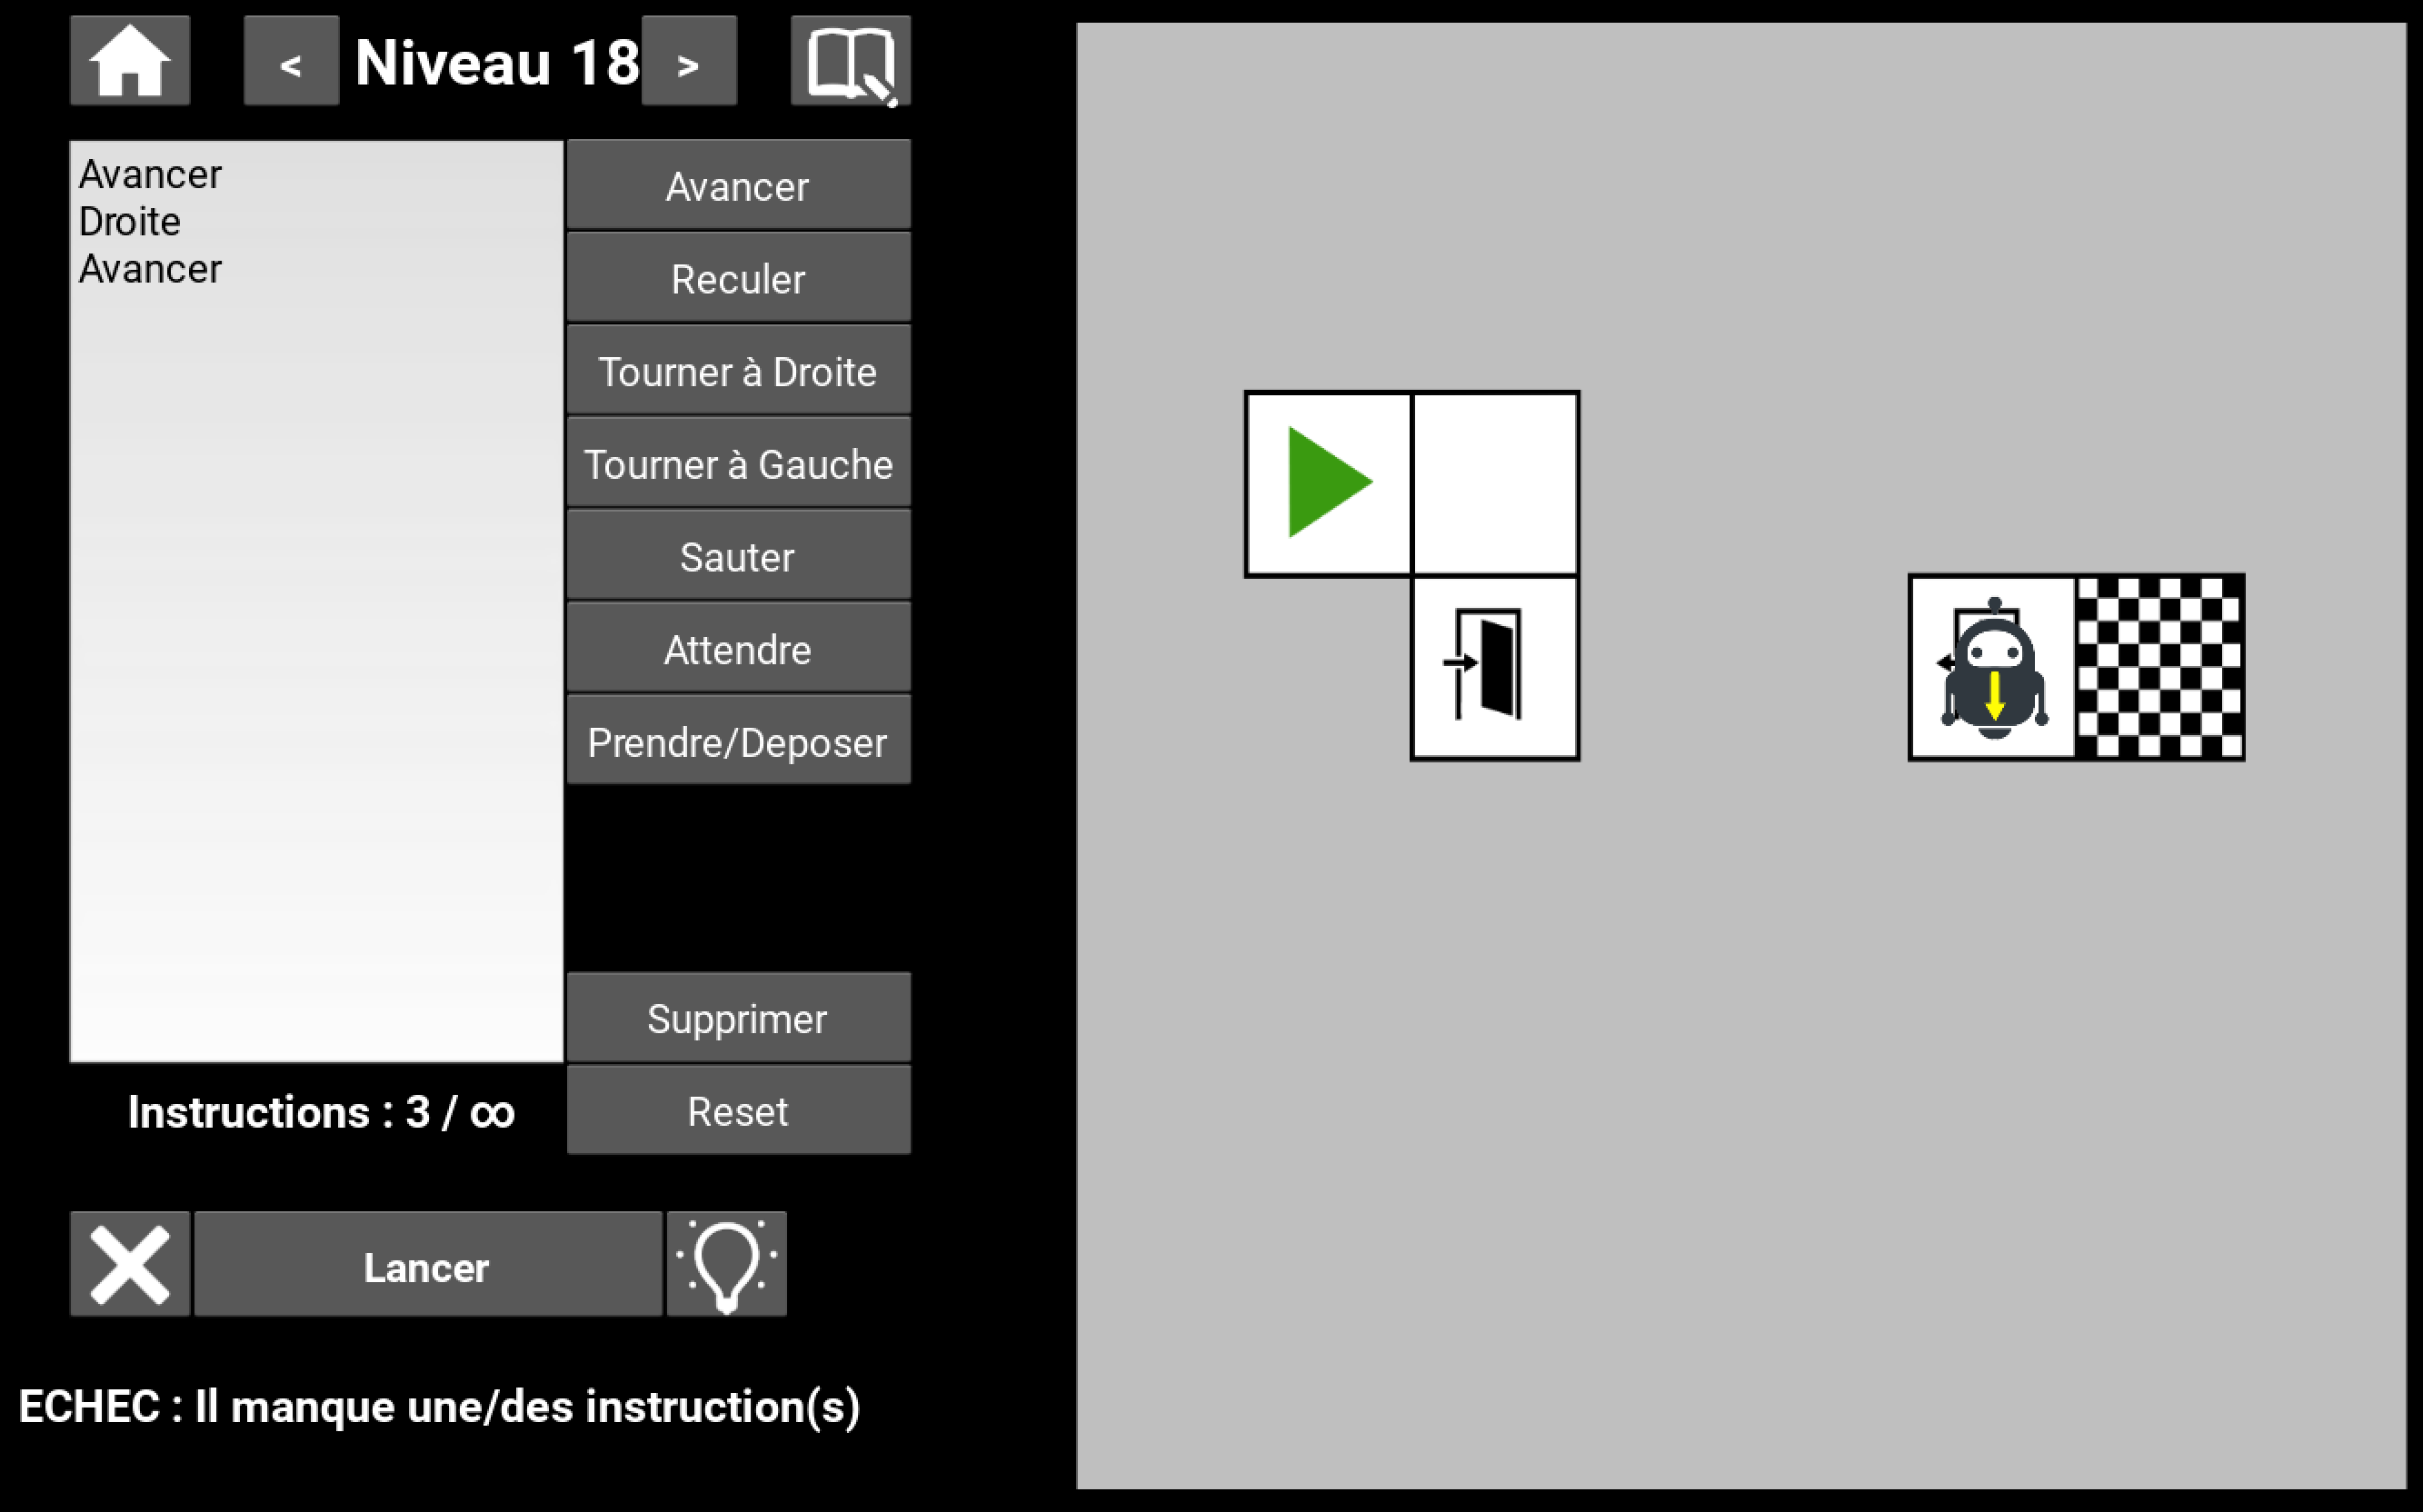 < Niveau 18 >
Avancer
Droite
Avancer
Avancer
Reculer
Tourner à Droite
Tourner à Gauche
Sauter
Attendre
Prendre/Deposer
Supprimer
Reset
Instructions : 3 / ∞
Lancer
ECHEC : Il manque une/des instruction(s)